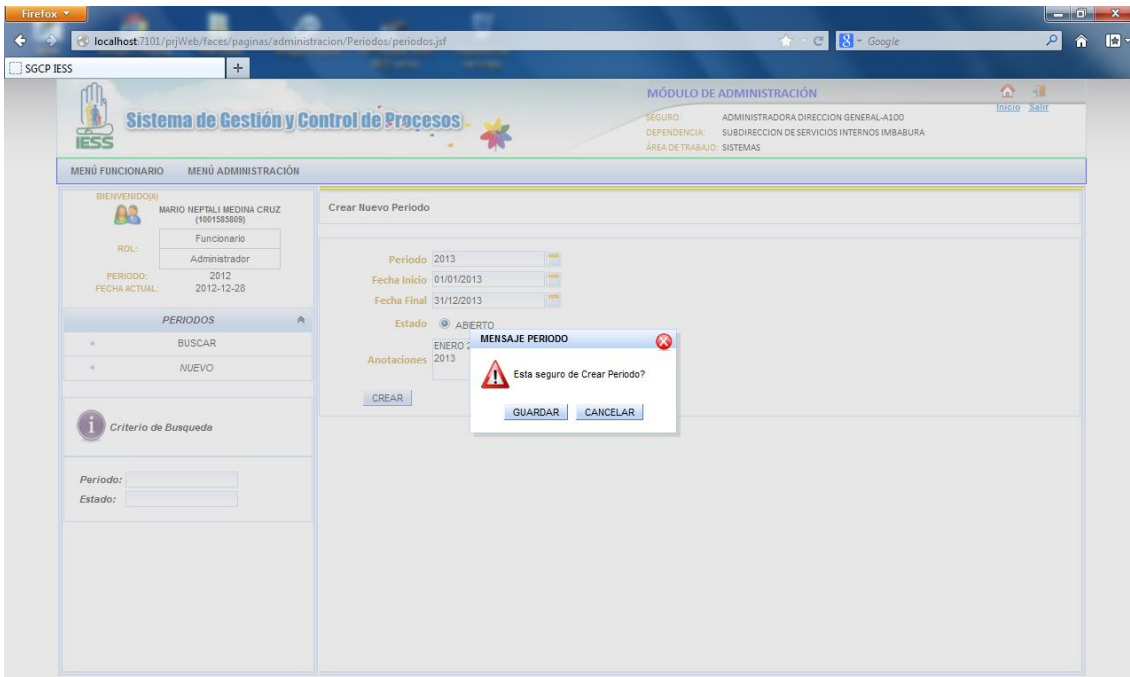 Firefox
localhost:7101/prjWeb/faces/paginas/administracion/Periodos/periodos.jsf
Google
SGCP IESS
IESS
Sistema de Gestión y Control de Procesos
MÓDULO DE ADMINISTRACIÓN
Inicio Salir
SEGURO: ADMINISTRADORA DIRECCION GENERAL-A100
DEPENDENCIA: SUBDIRECCION DE SERVICIOS INTERNOS IMBABURA
ÁREA DE TRABAJO: SISTEMAS
MENÚ FUNCIONARIO MENÚ ADMINISTRACIÓN
BIENVENIDO(A)
MARIO NEPTALI MEDINA CRUZ
(1001585809)
ROL:
Funcionario
Administrador
PERIODO: 2012
FECHA ACTUAL: 2012-12-28
PERIODOS
BUSCAR
NUEVO
Criterio de Busqueda
Periodo:
Estado:
Crear Nuevo Periodo
Periodo 2013
Fecha Inicio 01/01/2013
Fecha Final 31/12/2013
Estado ABIERTO
Anotaciones
ENERO 2
2013
CREAR
MENSAJE PERIODO
Esta seguro de Crear Periodo?
GUARDAR CANCELAR